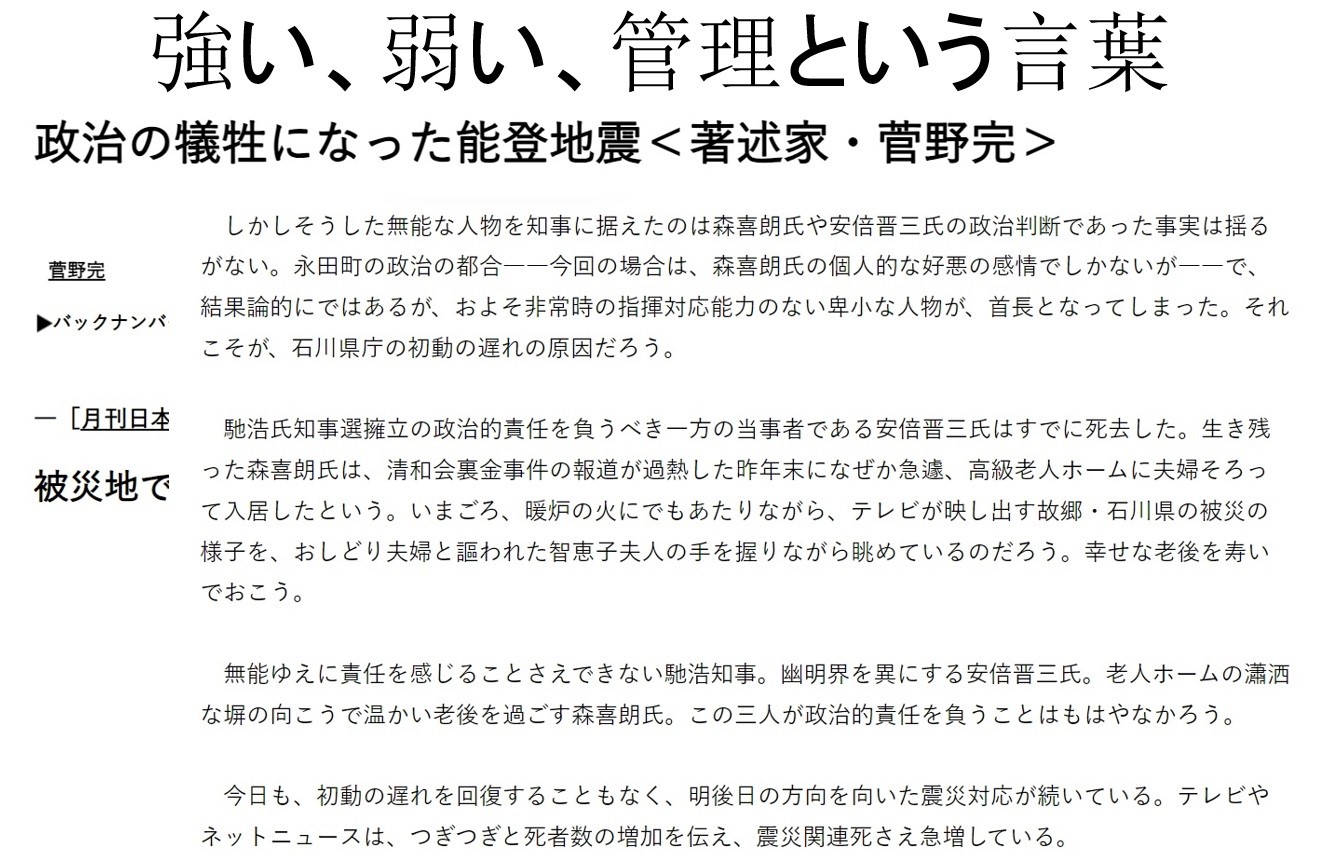 強い、弱い、管理という言葉
政治の犠牲になった能登地震＜著述家・菅野完＞
菅野完
▶バックナンバ
―［月刊日本
被災地で
しかしそうした無能な人物を知事に据えたのは森喜朗氏や安倍晋三氏の政治判断であった事実は揺る
がない。永田町の政治の都合――今回の場合は、森喜朗氏の個人的な好悪の感情でしかないが――で、
結果論的にではあるが、およそ非常時の指揮対応能力のない卑小な人物が、首長となってしまった。それ
こそが、石川県庁の初動の遅れの原因だろう。
馳浩氏知事選擁立の政治的責任を負うべき一方の当事者である安倍晋三氏はすでに死去した。生き残
った森喜朗氏は、清和会裏金事件の報道が過熱した昨年末になぜか急遽、高級老人ホームに夫婦そろっ
て入居したという。いまごろ、暖炉の火にでもあたりながら、テレビが映し出す故郷・石川県の被災の
様子を、おしどり夫婦と謳われた智恵子夫人の手を握りながら眺めているのだろう。幸せな老後を寿い
でおこう。
無能ゆえに責任を感じることさえできない馳浩知事。幽明界を異にする安倍晋三氏。老人ホームの瀟洒
な塀の向こうで温かい老後を過ごす森喜朗氏。この三人が政治的責任を負うことはもはやなかろう。
今日も、初動の遅れを回復することもなく、明後日の方向を向いた震災対応が続いている。テレビや
ネットニュースは、つぎつぎと死者数の増加を伝え、震災関連死さえ急増している。